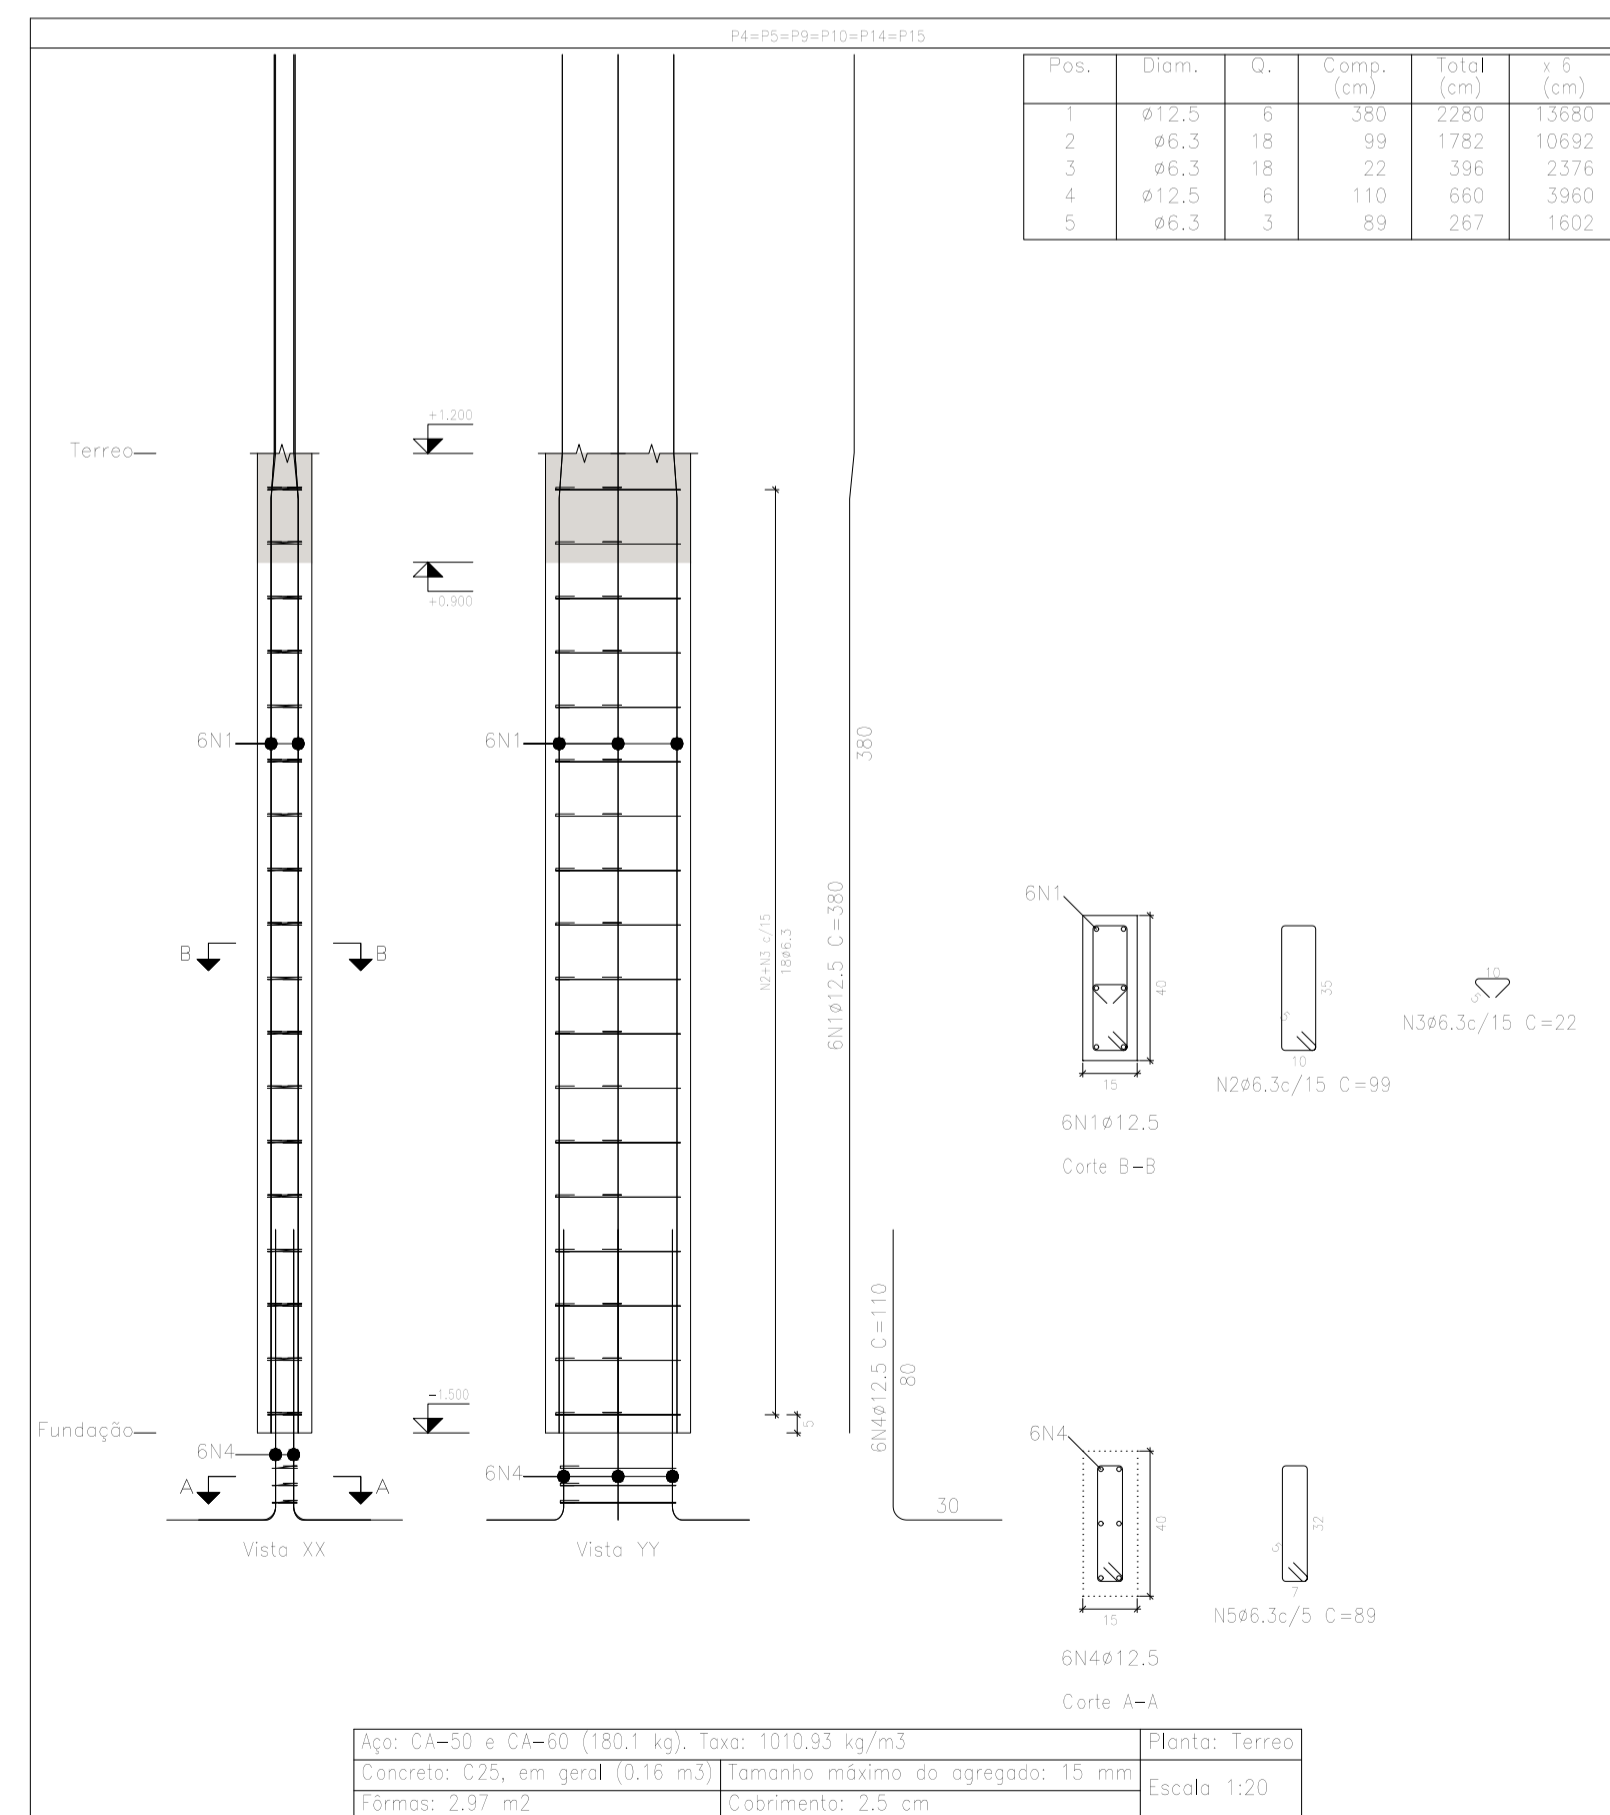 P4=P5=P9=P10=P14=P15
Pos. Diam. Q. Comp. (cm) Total (cm) x 6 (cm)
1 ø12.5 6 380 2280 13680
2 ø6.3 18 99 1782 10692
3 ø6.3 18 22 396 2376
4 ø12.5 6 110 660 3960
5 ø6.3 3 89 267 1602
Terreo
+1.200
+0.900
6N1
6N1
380
6N1ø12.5 C=380
N2+N3 c/15
18ø6.3
B B
6N1
40
15
6N1ø12.5
Corte B-B
35
5
10
N2ø6.3c/15 C=99
10
5
N3ø6.3c/15 C=22
6N4ø12.5 C=110
80
30
-1.500
5
Fundação
6N4
6N4
A A
Vista XX
Vista YY
6N4
40
15
6N4ø12.5
Corte A-A
32
5
7
N5ø6.3c/5 C=89
Aço: CA-50 e CA-60 (180.1 kg). Taxa: 1010.93 kg/m3
Planta: Terreo
Concreto: C25, em geral (0.16 m3)
Tamanho máximo do agregado: 15 mm
Escala 1:20
Fôrmas: 2.97 m2
Cobrimento: 2.5 cm